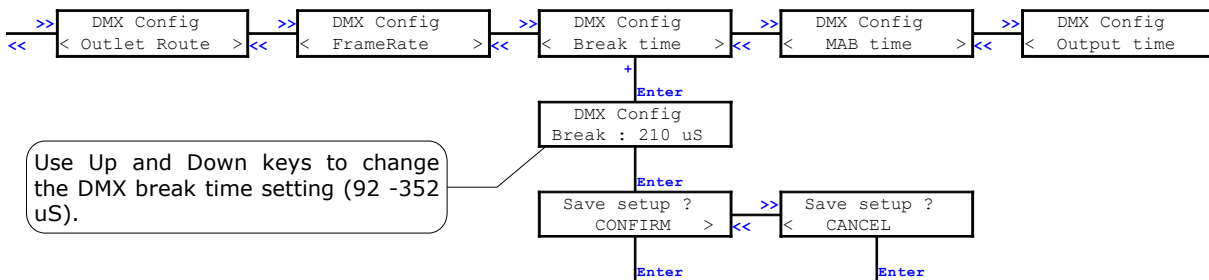 >> DMX Config >> DMX Config >> DMX Config >> DMX Config >> DMX Config
<< < Outlet Route > << < FrameRate > << < Break time > << < MAB time > << < Output time
+
Enter
DMX Config
Break : 210 uS
Use Up and Down keys to change
the DMX break time setting (92 -352
uS).
Enter
Save setup ? >> Save setup ?
CONFIRM > << < CANCEL
Enter Enter